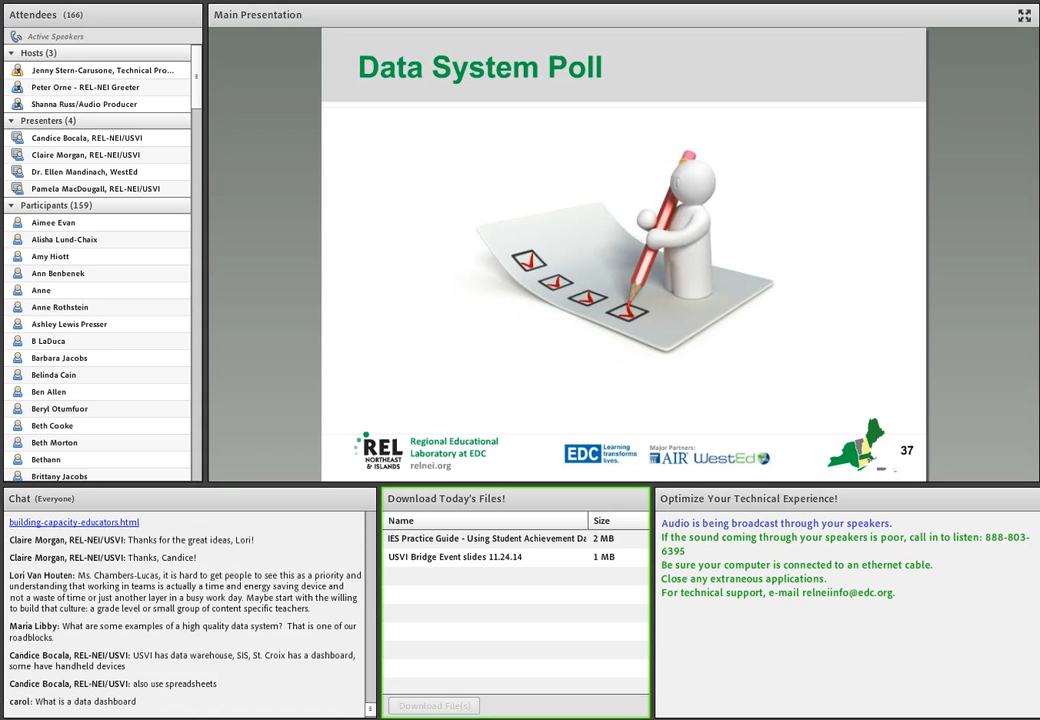 Attendees (166)
Active Speakers
Hosts (3)
Jenny Stern-Carusone, Technical Pro...
Peter Orne - REL-NEI Greeter
Shanna Russ/Audio Producer
Presenters (4)
Candice Bocala, REL-NEI/USVI
Claire Morgan, REL-NEI/USVI
Dr. Ellen Mandinach, WestEd
Pamela MacDougall, REL-NEI/USVI
Participants (159)
Aimee Evan
Alisha Lund-Chaix
Amy Hiott
Ann Benbenek
Anne
Anne Rothstein
Ashley Lewis Presser
B LaDuca
Barbara Jacobs
Belinda Cain
Ben Allen
Beryl Otumfuor
Beth Cooke
Beth Morton
Bethann
Brittany Jacobs
Main Presentation
Data System Poll
REL
NORTHEAST
& ISLANDS
Regional Educational
Laboratory at EDC
relnei.org
EDC
Learning
transforms
lives.
Major Partners:
AIR WestEd
37
Chat (Everyone)
building-capacity-educators.html
Claire Morgan, REL-NEI/USVI: Thanks for the great ideas, Lori!
Claire Morgan, REL-NEI/USVI: Thanks, Candice!
Lori Van Houten: Ms. Chambers-Lucas, it is hard to get people to see this as a priority and
understanding that working in teams is actually a time and energy saving device and
not a waste of time or just another layer in a busy work day. Maybe start with the willing
to build that culture: a grade level or small group of content specific teachers.
Maria Libby: What are some examples of a high quality data system? That is one of our
roadblocks.
Candice Bocala, REL-NEI/USVI: USVI has data warehouse, SIS, St. Croix has a dashboard,
some have handheld devices
Candice Bocala, REL-NEI/USVI: also use spreadsheets
carol: What is a data dashboard
Download Today's Files!
Name Size
IES Practice Guide - Using Student Achievement Da 2 MB
USVI Bridge Event slides 11.24.14 1 MB
Download File(s)
Optimize Your Technical Experience!
Audio is being broadcast through your speakers.
If the sound coming through your speakers is poor, call in to listen: 888-803-
6395
Be sure your computer is connected to an ethernet cable.
Close any extraneous applications.
For technical support, e-mail relneiinfo@edc.org.